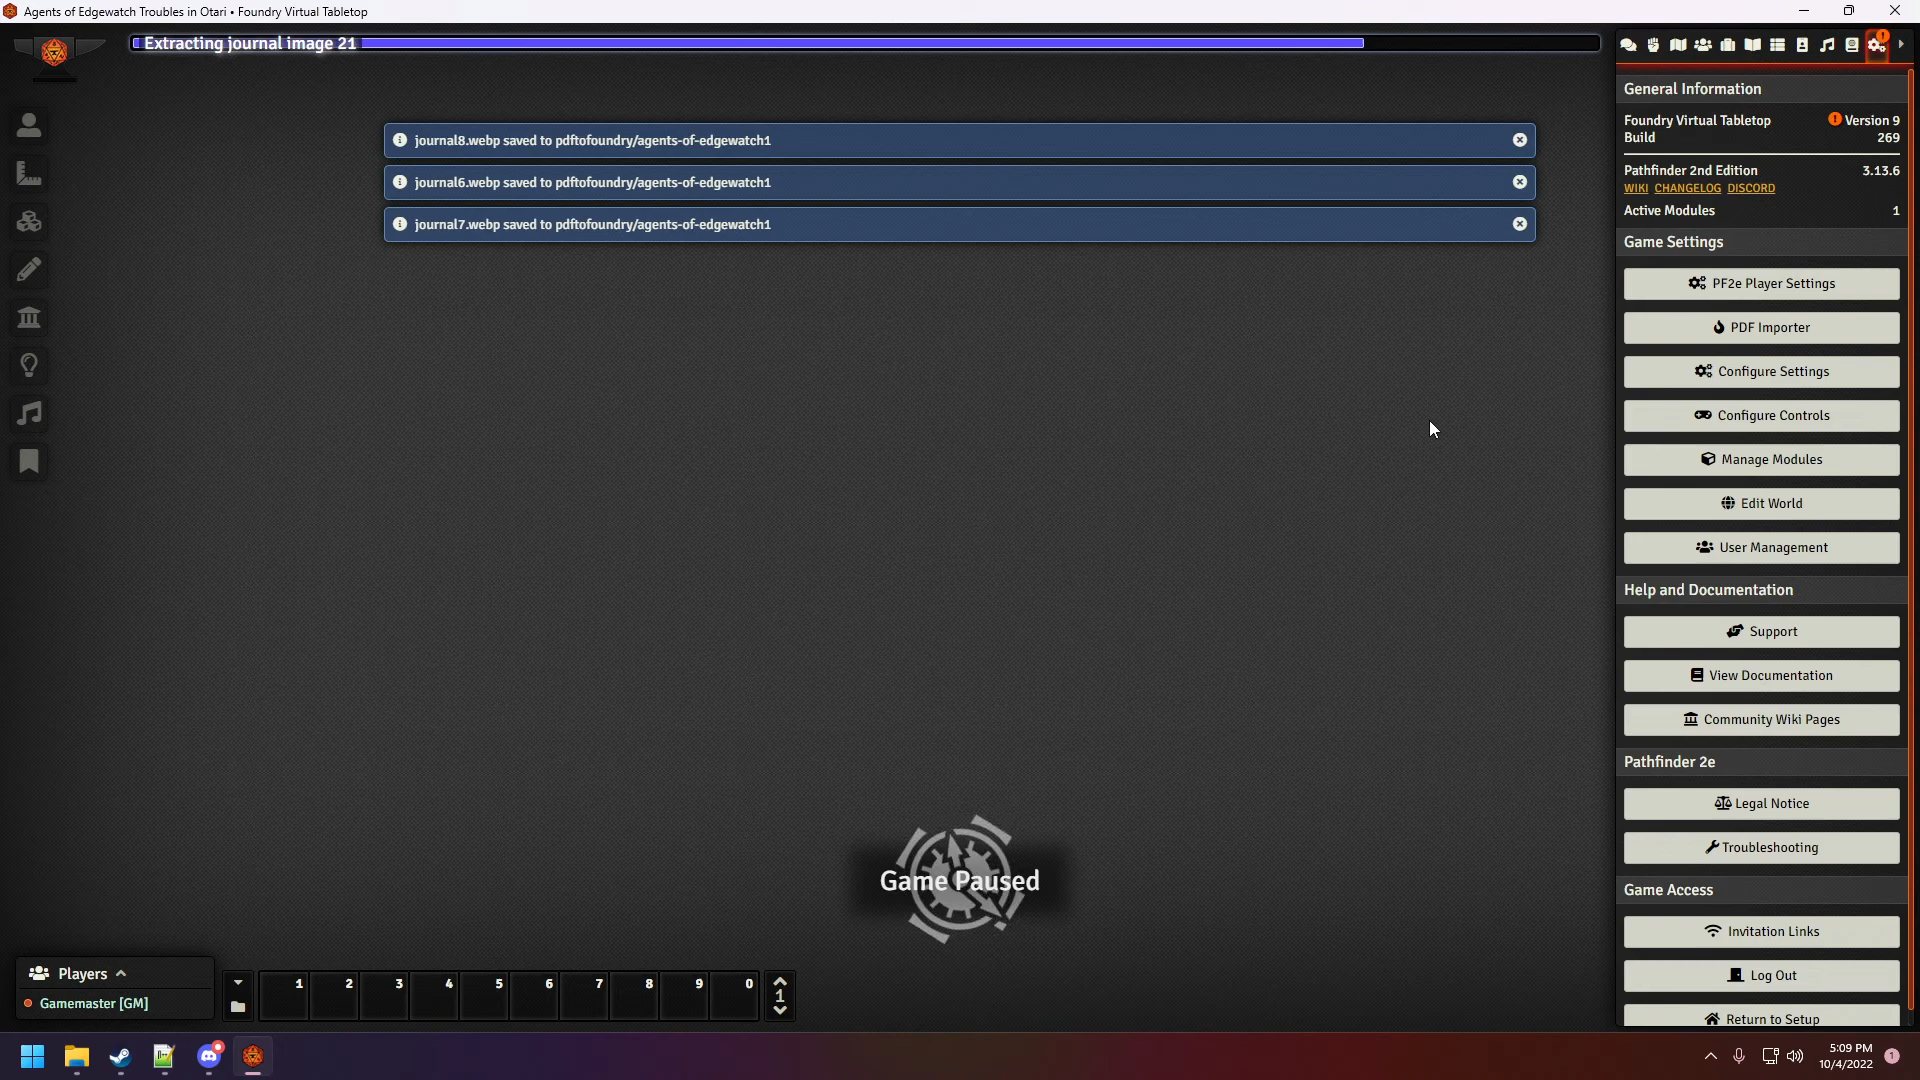 Agents of Edgewatch Troubles in Otari • Foundry Virtual Tabletop
Extracting journal image 21
journal8.webp saved to pdftofoundry/agents-of-edgewatch1
journal6.webp saved to pdftofoundry/agents-of-edgewatch1
journal7.webp saved to pdftofoundry/agents-of-edgewatch1
General Information
Foundry Virtual Tabletop Version 9
Build 269
Pathfinder 2nd Edition 3.13.6
WIKI CHANGELOG DISCORD
Active Modules 1
Game Settings
PF2e Player Settings
PDF Importer
Configure Settings
Configure Controls
Manage Modules
Edit World
User Management
Help and Documentation
Support
View Documentation
Community Wiki Pages
Pathfinder 2e
Legal Notice
Troubleshooting
Game Access
Invitation Links
Log Out
Return to Setup
Game Paused
Players
Gamemaster [GM]
1 2 3 4 5 6 7 8 9 0
1
5:09 PM
10/4/2022
1